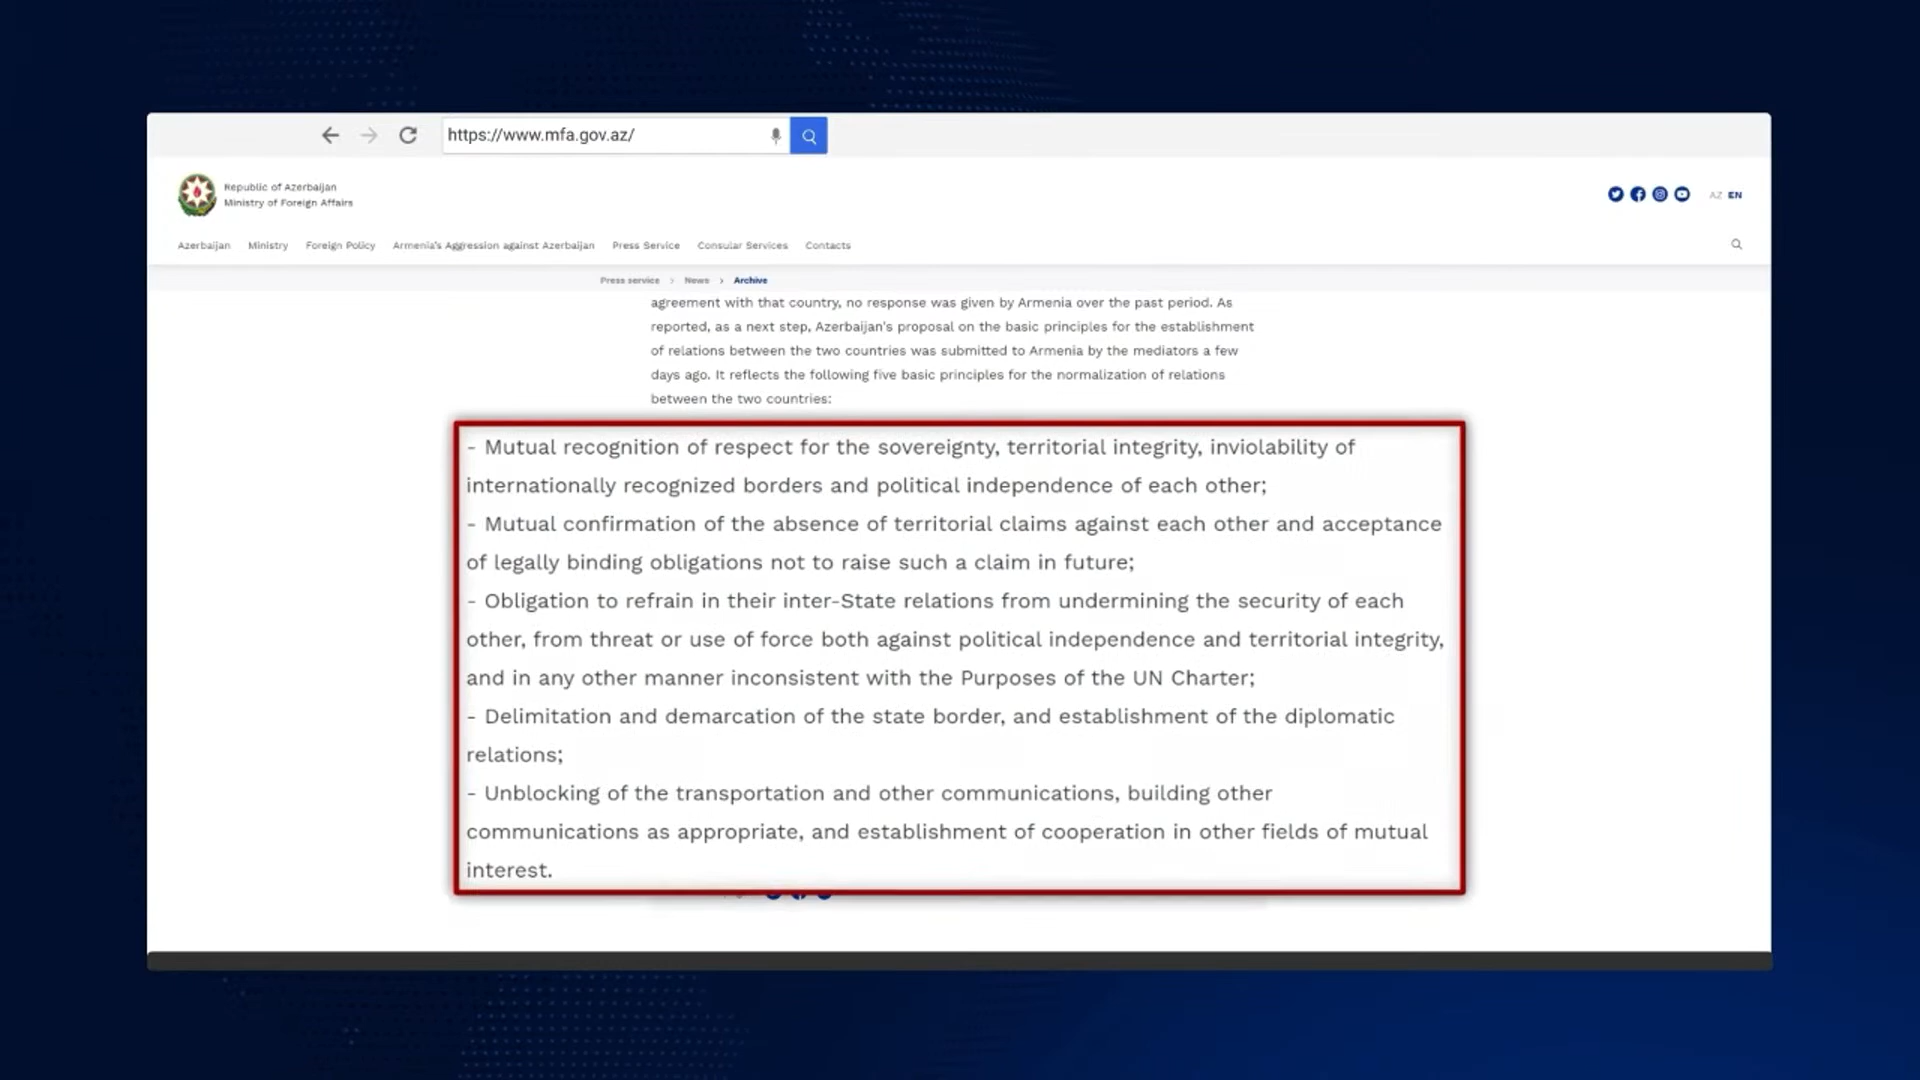 https://www.mfa.gov.az/
Republic of Azerbaijan
Ministry of Foreign Affairs
AZ EN
Azerbaijan Ministry Foreign Policy Armenia's Aggression against Azerbaijan Press Service Consular Services Contacts
Press service > News > Archive
agreement with that country, no response was given by Armenia over the past period. As
reported, as a next step, Azerbaijan's proposal on the basic principles for the establishment
of relations between the two countries was submitted to Armenia by the mediators a few
days ago. It reflects the following five basic principles for the normalization of relations
between the two countries:
- Mutual recognition of respect for the sovereignty, territorial integrity, inviolability of
internationally recognized borders and political independence of each other;
- Mutual confirmation of the absence of territorial claims against each other and acceptance
of legally binding obligations not to raise such a claim in future;
- Obligation to refrain in their inter-State relations from undermining the security of each
other, from threat or use of force both against political independence and territorial integrity,
and in any other manner inconsistent with the Purposes of the UN Charter;
- Delimitation and demarcation of the state border, and establishment of the diplomatic
relations;
- Unblocking of the transportation and other communications, building other
communications as appropriate, and establishment of cooperation in other fields of mutual
interest.